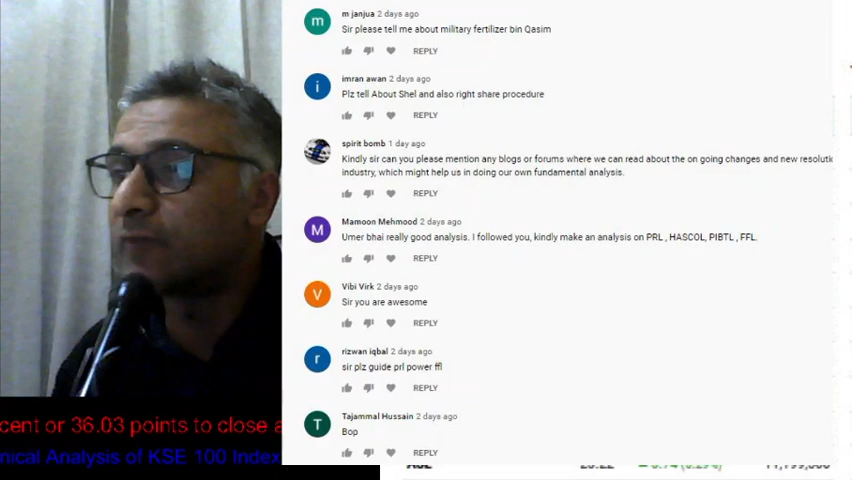 m janjua 2 days ago
Sir please tell me about military fertilizer bin Qasim
REPLY
imran awan 2 days ago
Plz tell About Shel and also right share procedure
REPLY
spirit bomb 1 day ago
Kindly sir can you please mention any blogs or forums where we can read about the on going changes and new
industry, which might help us in doing our own fundamental analysis.
REPLY
Mamoon Mehmood 2 days ago
Umer bhai really good analysis. I followed you, kindly make an analysis on PRL , HASCOL, PIBTL , FFL.
REPLY
Vibi Virk 2 days ago
Sir you are awesome
REPLY
rizwan iqbal 2 days ago
sir plz guide prl power ffl
REPLY
Tajammal Hussain 2 days ago
Bop
REPLY
cent or 36.03 points to close a
nical Analysis of KSE 100 Index